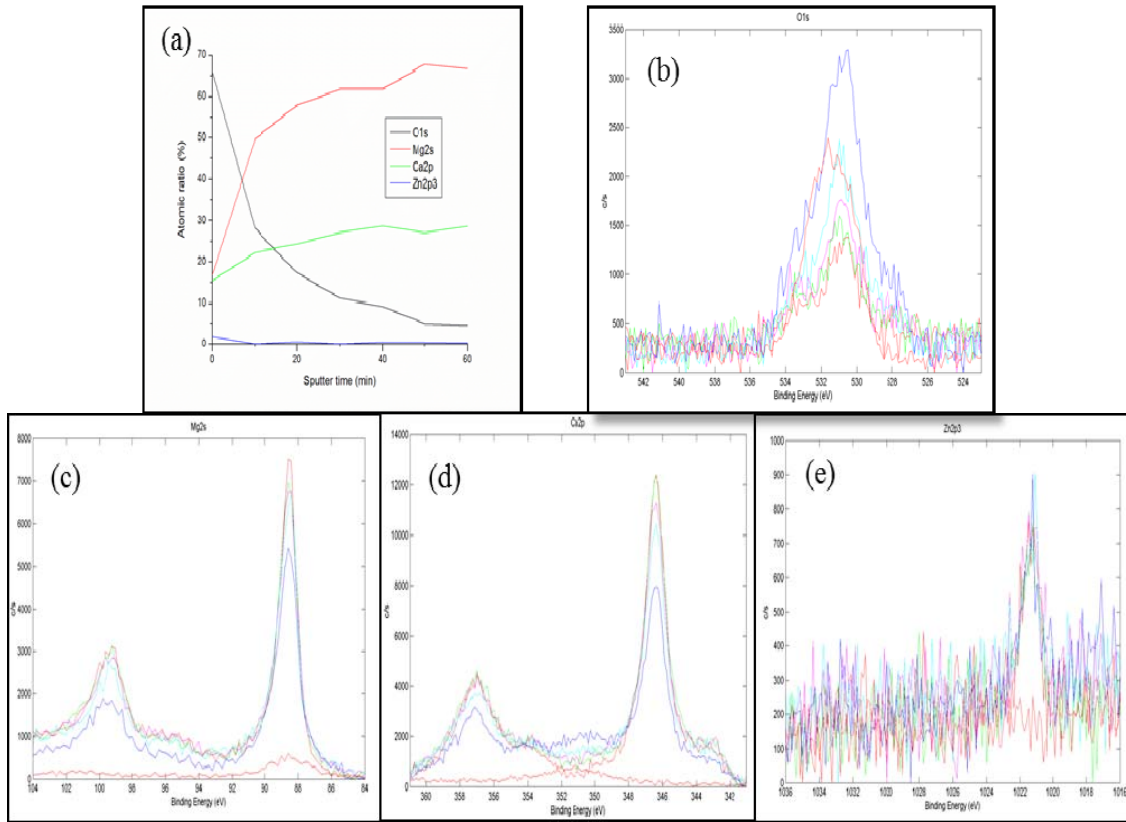 (a)
70
60
50
40
30
20
10
0
Atomic ratio (%)
O1s
Mg2s
Ca2p
Zn2p3
0 20 40 60
Sputter time (min)
O1s
(b)
3500
3000
2500
2000
1500
1000
500
0
c/s
542 540 538 536 534 532 530 528 526 524
Binding Energy (eV)
Mg2s
(c)
8000
7000
6000
5000
4000
3000
2000
1000
0
c/s
104 102 100 98 96 94 92 90 88 86 84
Binding Energy (eV)
Ca2p
(d)
14000
12000
10000
8000
6000
4000
2000
0
c/s
360 358 356 354 352 350 348 346 344 342
Binding Energy (eV)
Zn2p3
(e)
1000
900
800
700
600
500
400
300
200
100
0
c/s
1036 1034 1032 1030 1028 1026 1024 1022 1020 1018 1016
Binding Energy (eV)